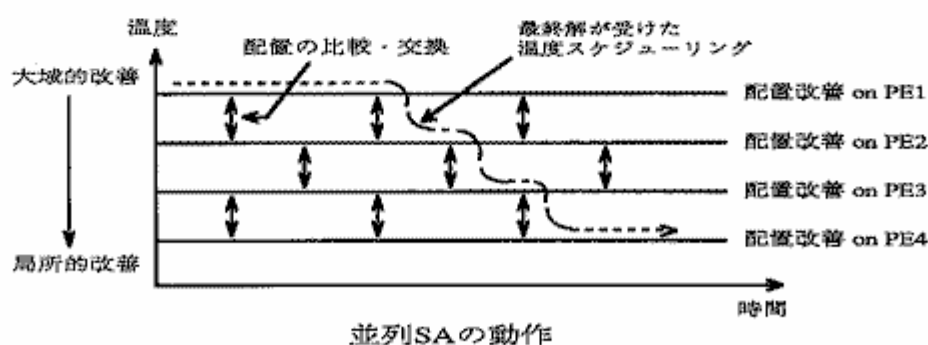 温度
配置の比較・交換
最終解が受けた
温度スケジューリング
大域的改善
局所的改善
配置改善 on PE1
配置改善 on PE2
配置改善 on PE3
配置改善 on PE4
時間
並列SAの動作